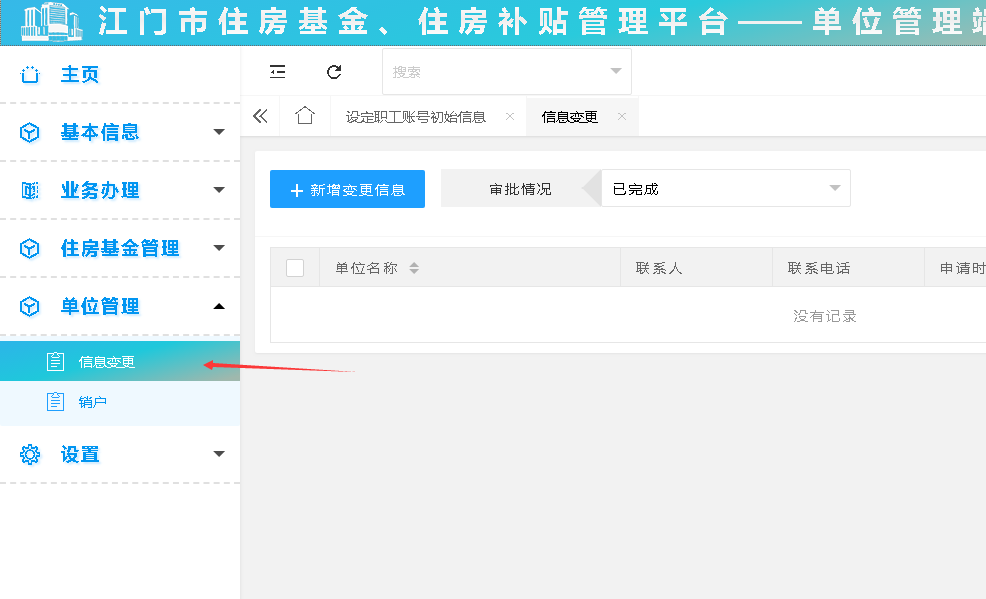 江门市住房基金、住房补贴管理平台——单位管理端
主页
搜索
设定职工账号初始信息
信息变更
基本信息
业务办理
住房基金管理
单位管理
信息变更
销户
设置
新增变更信息
审批情况
已完成
单位名称
联系人
联系电话
申请时
没有记录